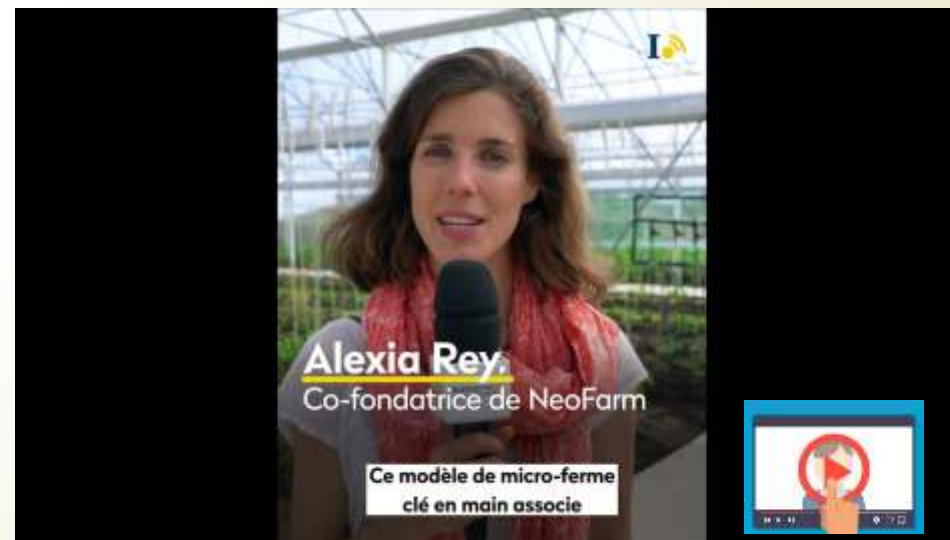 I
Alexia Rey.
Co-fondatrice de NeoFarm
Ce modèle de micro-ferme
clé en main associe